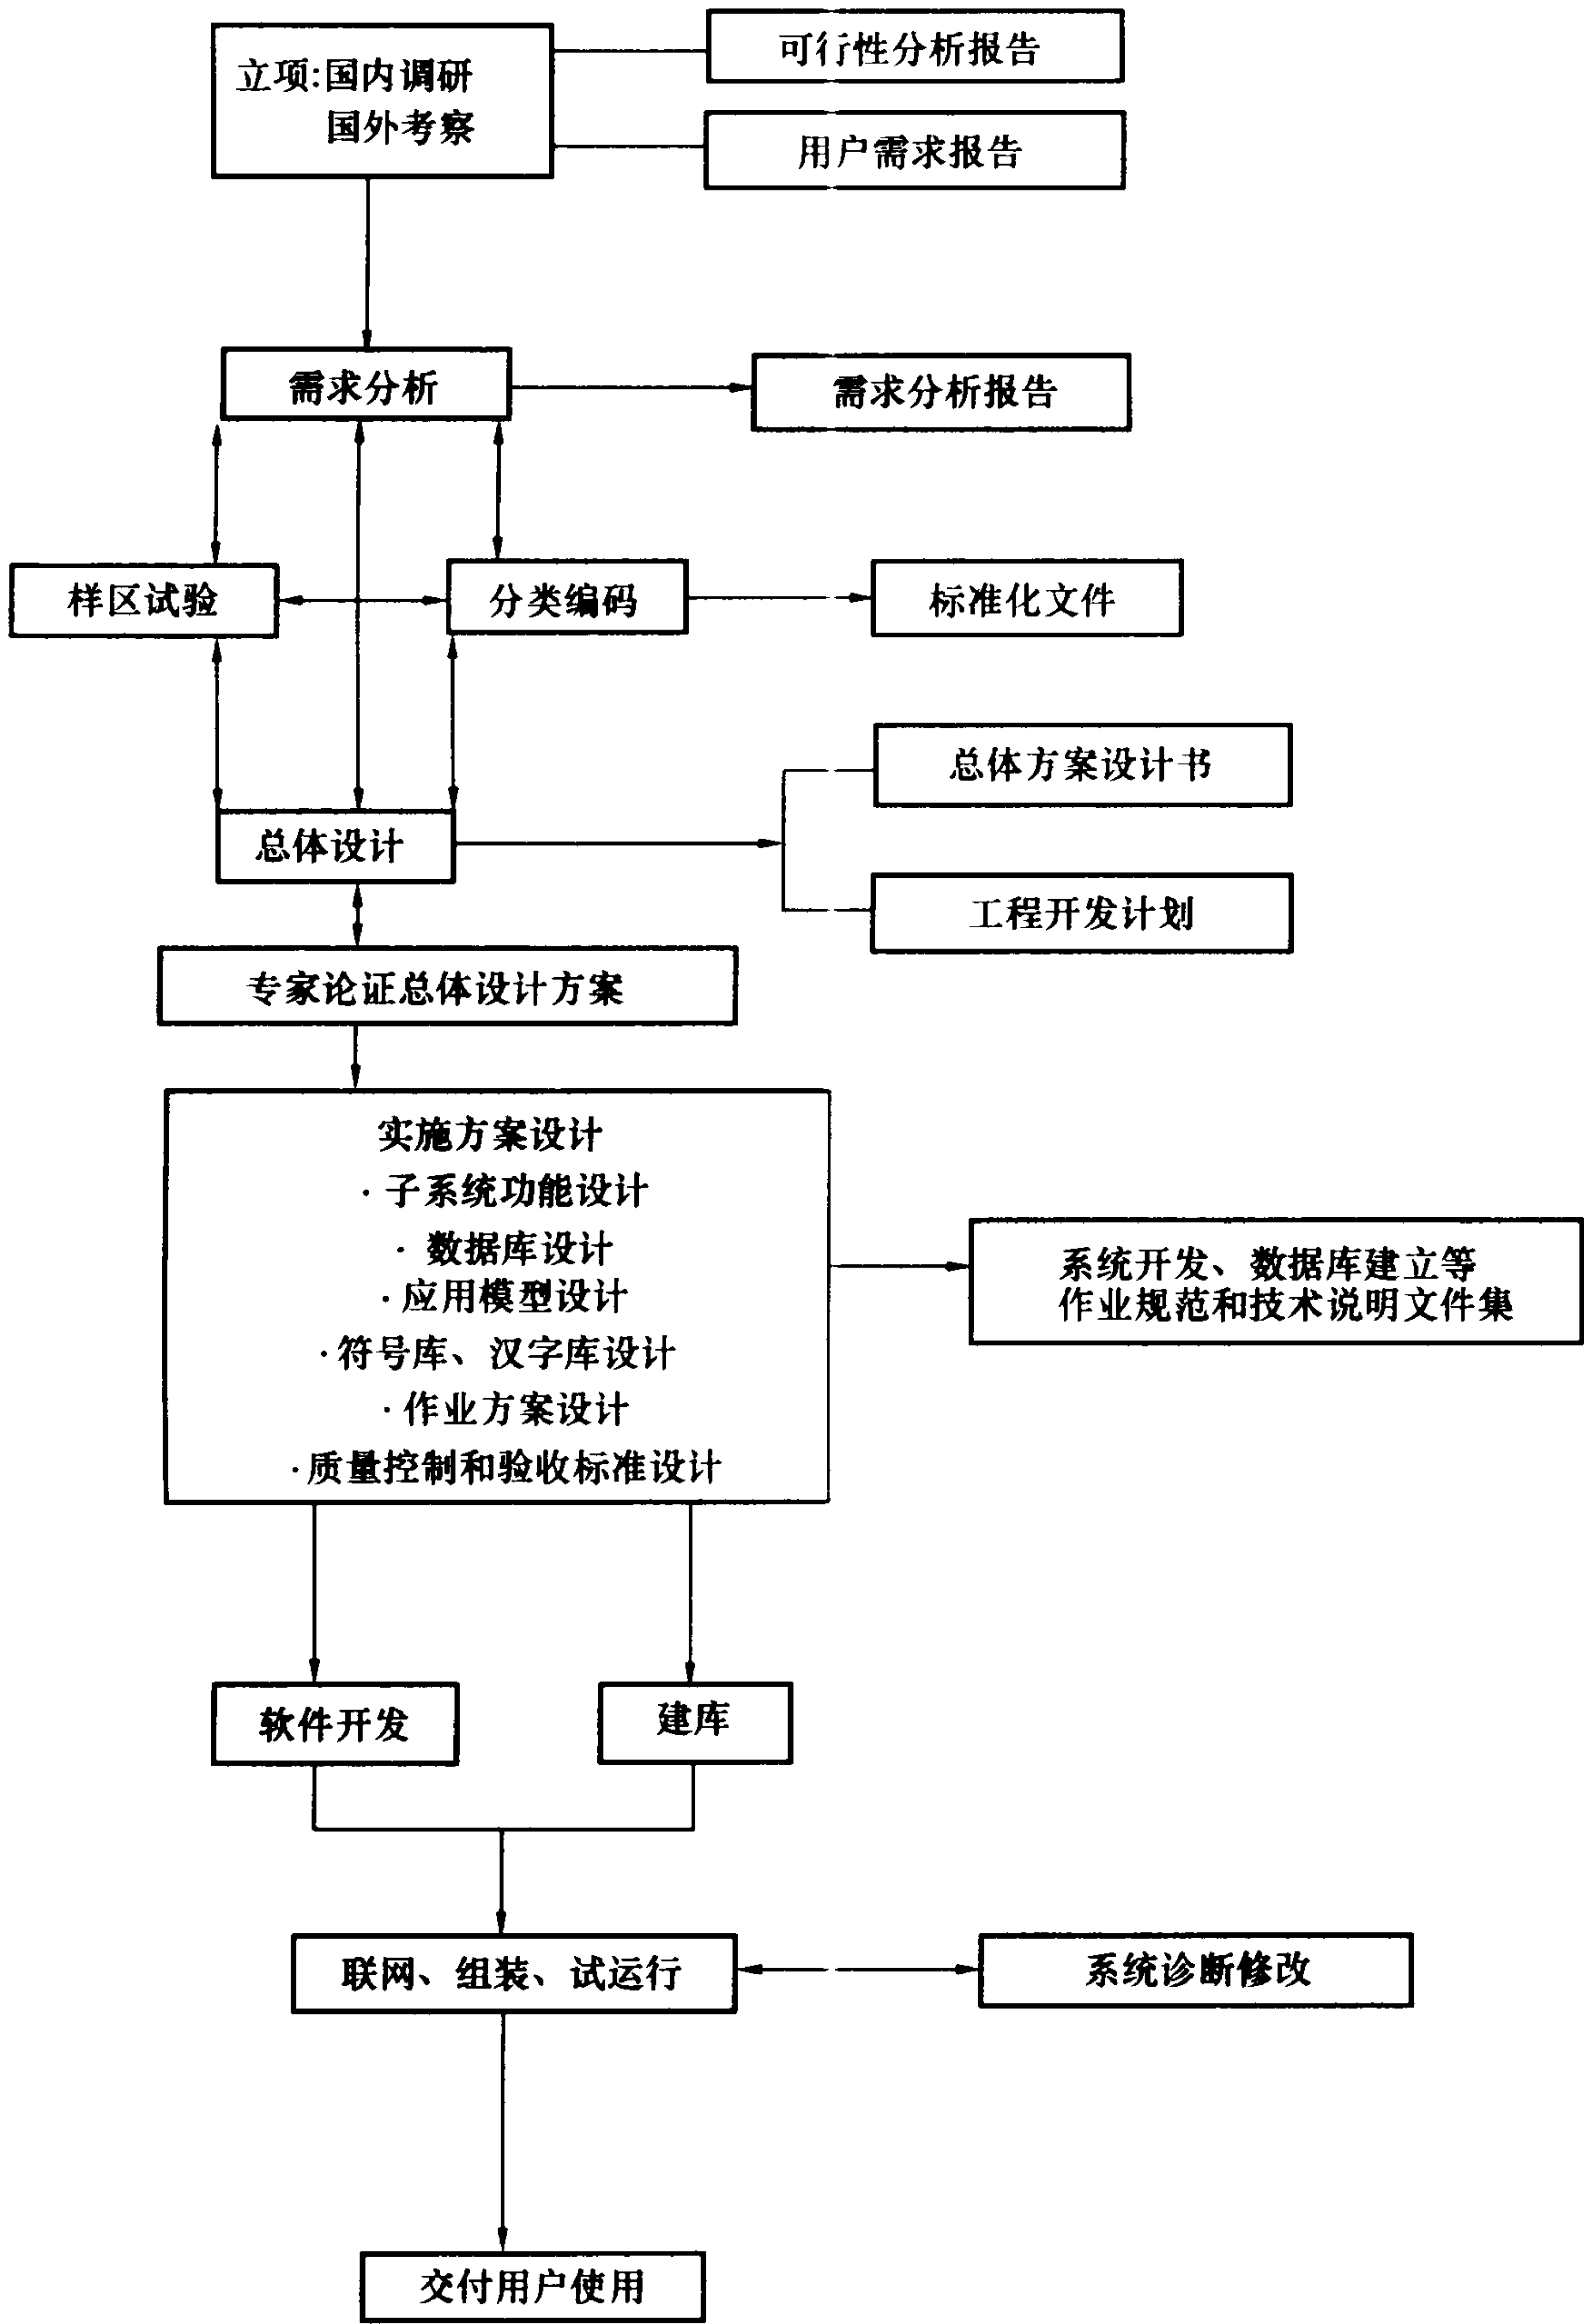 立项:国内调研
国外考察
可行性分析报告
用户需求报告
需求分析
需求分析报告
样区试验
分类编码
标准化文件
总体方案设计书
总体设计
工程开发计划
专家论证总体设计方案
实施方案设计
·子系统功能设计
·数据库设计
·应用模型设计
·符号库、汉字库设计
·作业方案设计
·质量控制和验收标准设计
系统开发、数据库建立等
作业规范和技术说明文件集
软件开发
建库
联网、组装、试运行
系统诊断修改
交付用户使用